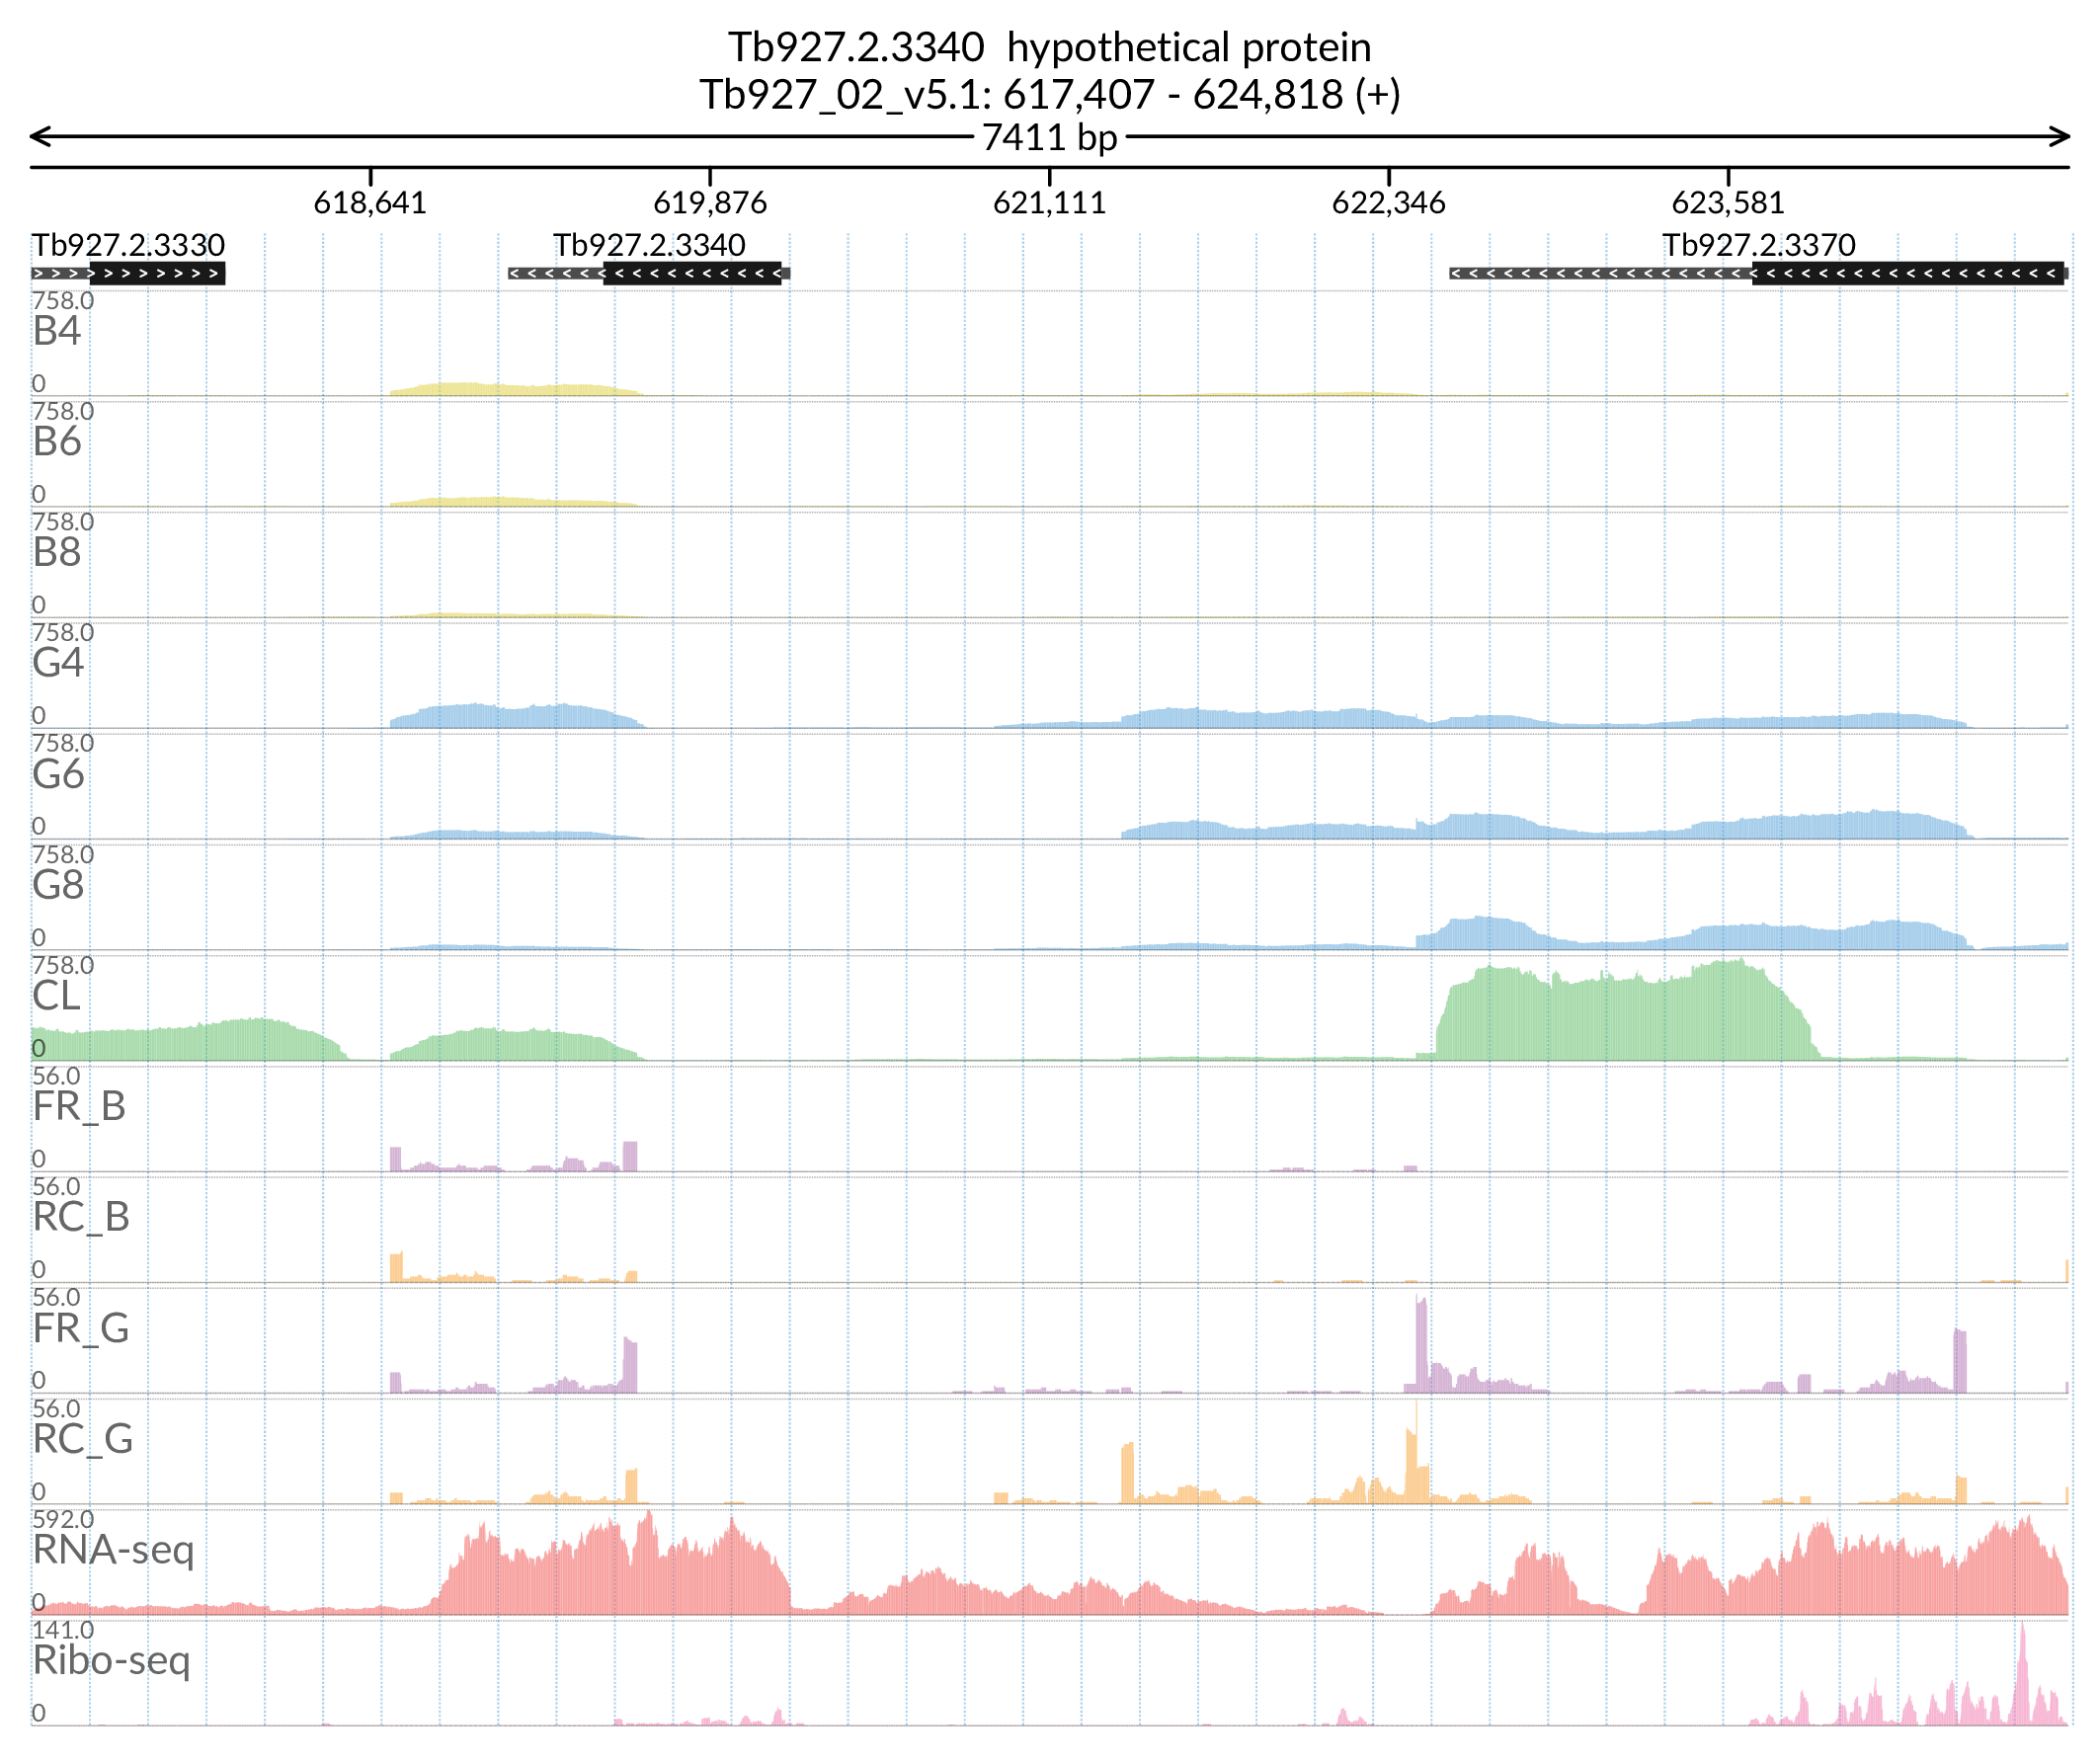 Tb927.2.3340 hypothetical protein
Tb927_02_v5.1: 617,407 - 624,818 (+)
7411 bp
618,641 619,876 621,111 622,346 623,581
Tb927.2.3330 Tb927.2.3340 Tb927.2.3370
758.0
B4
0
758.0
B6
0
758.0
B8
0
758.0
G4
0
758.0
G6
0
758.0
G8
0
758.0
CL
0
56.0
FR_B
0
56.0
RC_B
0
56.0
FR_G
0
56.0
RC_G
0
592.0
RNA-seq
0
141.0
Ribo-seq
0